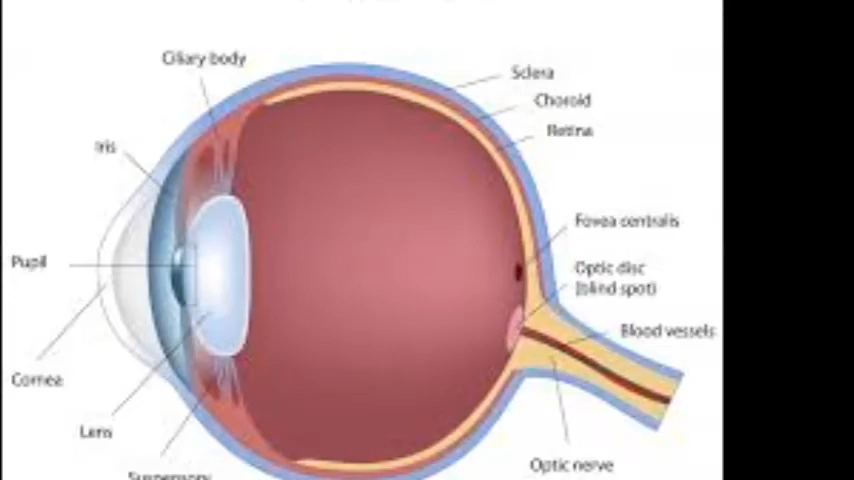 Ciliary body
Sclera
Choroid
Retina
Iris
Fovea centralis
Pupil
Optic disc
(blind spot)
Blood vessels
Cornea
Lens
Optic nerve
Suspensory